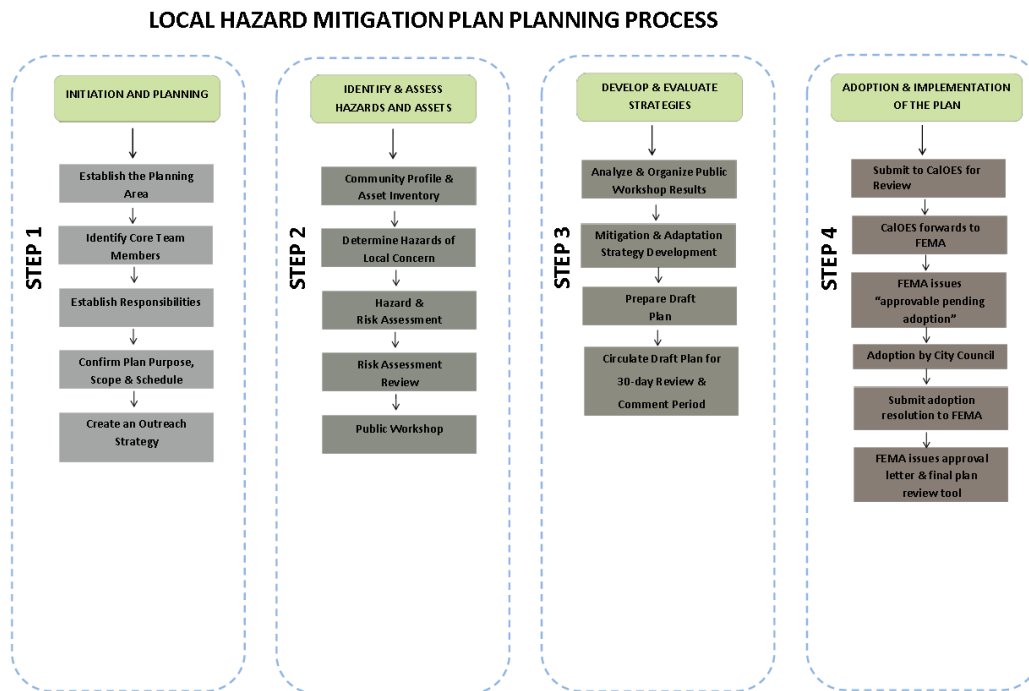 LOCAL HAZARD MITIGATION PLAN PLANNING PROCESS
STEP 1
INITIATION AND PLANNING
Establish the Planning
Area
Identify Core Team
Members
Establish Responsibilities
Confirm Plan Purpose,
Scope & Schedule
Create an Outreach
Strategy
STEP 2
IDENTIFY & ASSESS
HAZARDS AND ASSETS
Community Profile &
Asset Inventory
Determine Hazards of
Local Concern
Hazard &
Risk Assessment
Risk Assessment
Review
Public Workshop
STEP 3
DEVELOP & EVALUATE
STRATEGIES
Analyze & Organize Public
Workshop Results
Mitigation & Adaptation
Strategy Development
Prepare Draft
Plan
Circulate Draft Plan for
30-day Review &
Comment Period
STEP 4
ADOPTION & IMPLEMENTATION
OF THE PLAN
Submit to CalOES for
Review
CalOES forwards to
FEMA
FEMA issues
“approvable pending
adoption”
Adoption by City Council
Submit adoption
resolution to FEMA
FEMA issues approval
letter & final plan
review tool